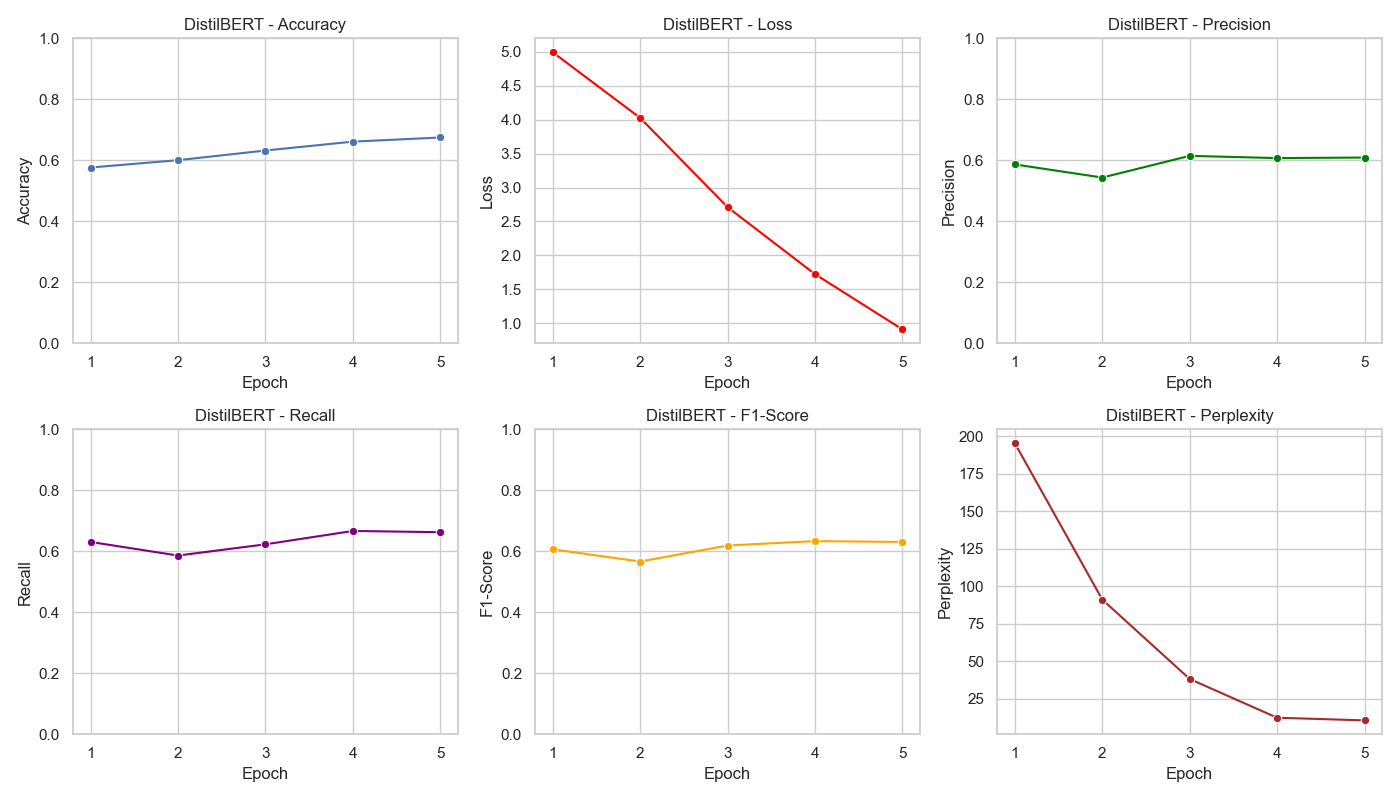 DistilBERT - Accuracy
Accuracy
1.0
0.8
0.6
0.4
0.2
0.0
1 2 3 4 5
Epoch
DistilBERT - Loss
Loss
5.0
4.5
4.0
3.5
3.0
2.5
2.0
1.5
1.0
1 2 3 4 5
Epoch
DistilBERT - Precision
Precision
1.0
0.8
0.6
0.4
0.2
0.0
1 2 3 4 5
Epoch
DistilBERT - Recall
Recall
1.0
0.8
0.6
0.4
0.2
0.0
1 2 3 4 5
Epoch
DistilBERT - F1-Score
F1-Score
1.0
0.8
0.6
0.4
0.2
0.0
1 2 3 4 5
Epoch
DistilBERT - Perplexity
Perplexity
200
175
150
125
100
75
50
25
1 2 3 4 5
Epoch